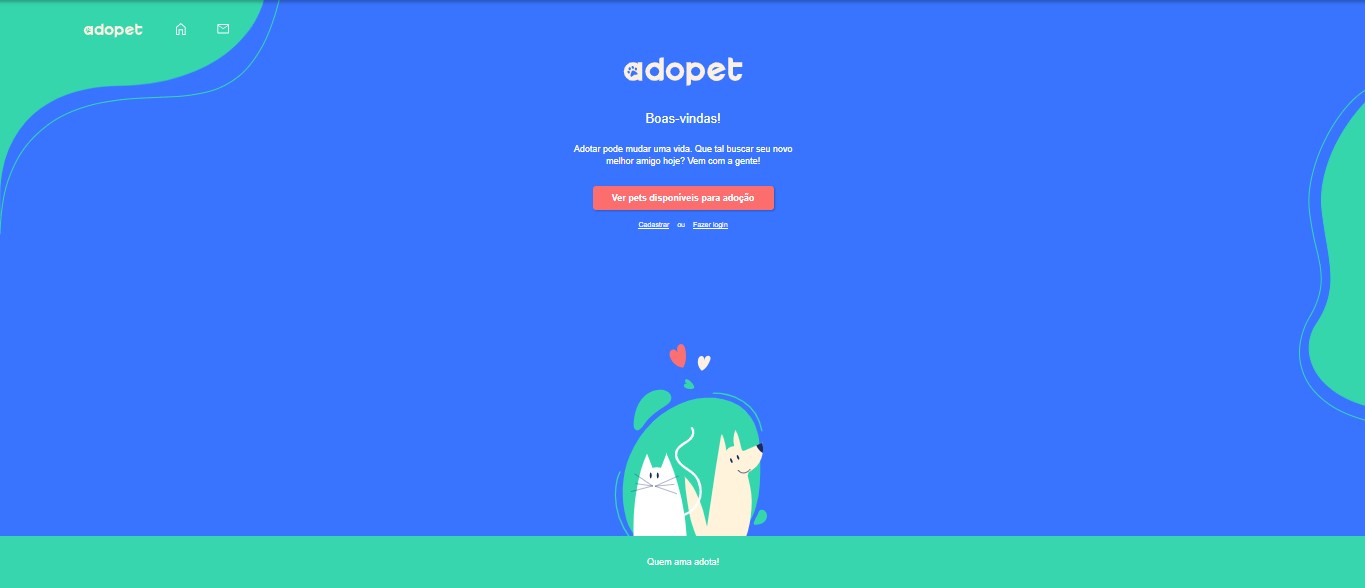 adopet
adopet
Boas-vindas!
Adotar pode mudar uma vida. Que tal buscar seu novo
melhor amigo hoje? Vem com a gente!
Ver pets disponíveis para adoção
Cadastrar ou Fazer login
Quem ama adota!